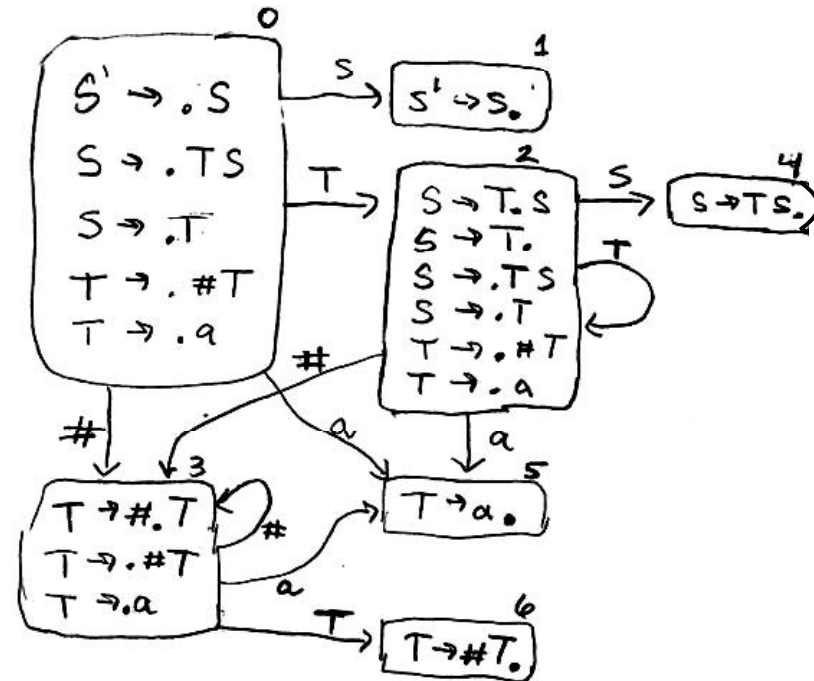 0
S' → . S
S → . TS
S → . T
T → . #T
T → . a
S
1
S' → S.
T
2
S → T. S
S → T.
S → . TS
S → . T
T → . #T
T → . a
S
4
S → TS.
T
#
#
a
a
3
T → #. T
T → . #T
T → . a
#
a
5
T → a .
T
6
T → #T.